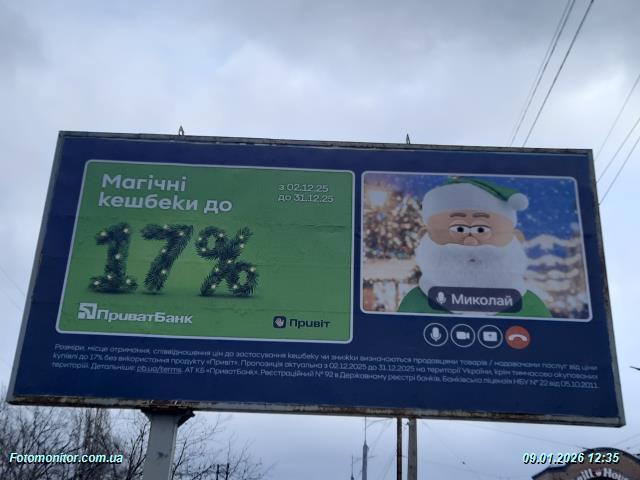 Магічні
кешбеки до
17%
з 02.12.25
до 31.12.25
ПриватБанк
Привіт
Миколай
Розміри, місце отримання, співвідношення цін до застосування кешбеку чи знижки визначаються продавцями товарів / надавачами послуг від ціни
купівлі до 17% без використання продукту «Привіт». Пропозиція актуальна з 02.12.2025 до 31.12.2025 на території України, крім тимчасово окупованих
територій. Детальніше: pb.ua/terms. АТ КБ «ПриватБанк». Реєстраційний № 92 в Державному реєстрі банків. Банківська ліцензія НБУ № 22 від 05.10.2011.
Fotomonitor.com.ua
09.01.2026 12:35